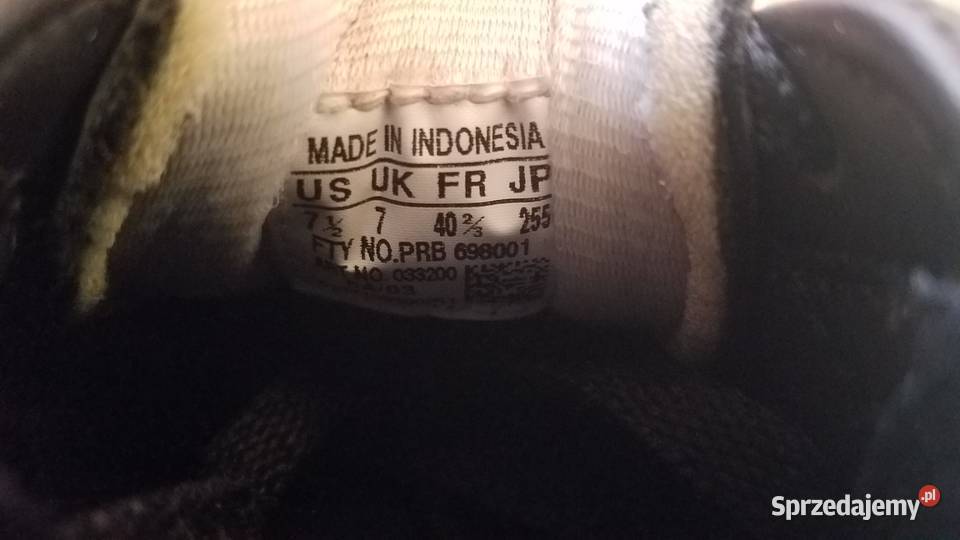 MADE IN INDONESIA
US UK FR JP
7 ½ 7 40 ⅔ 255
FTY NO.PRB 698001
ART NO. 033200
Sprzedajemy.pl